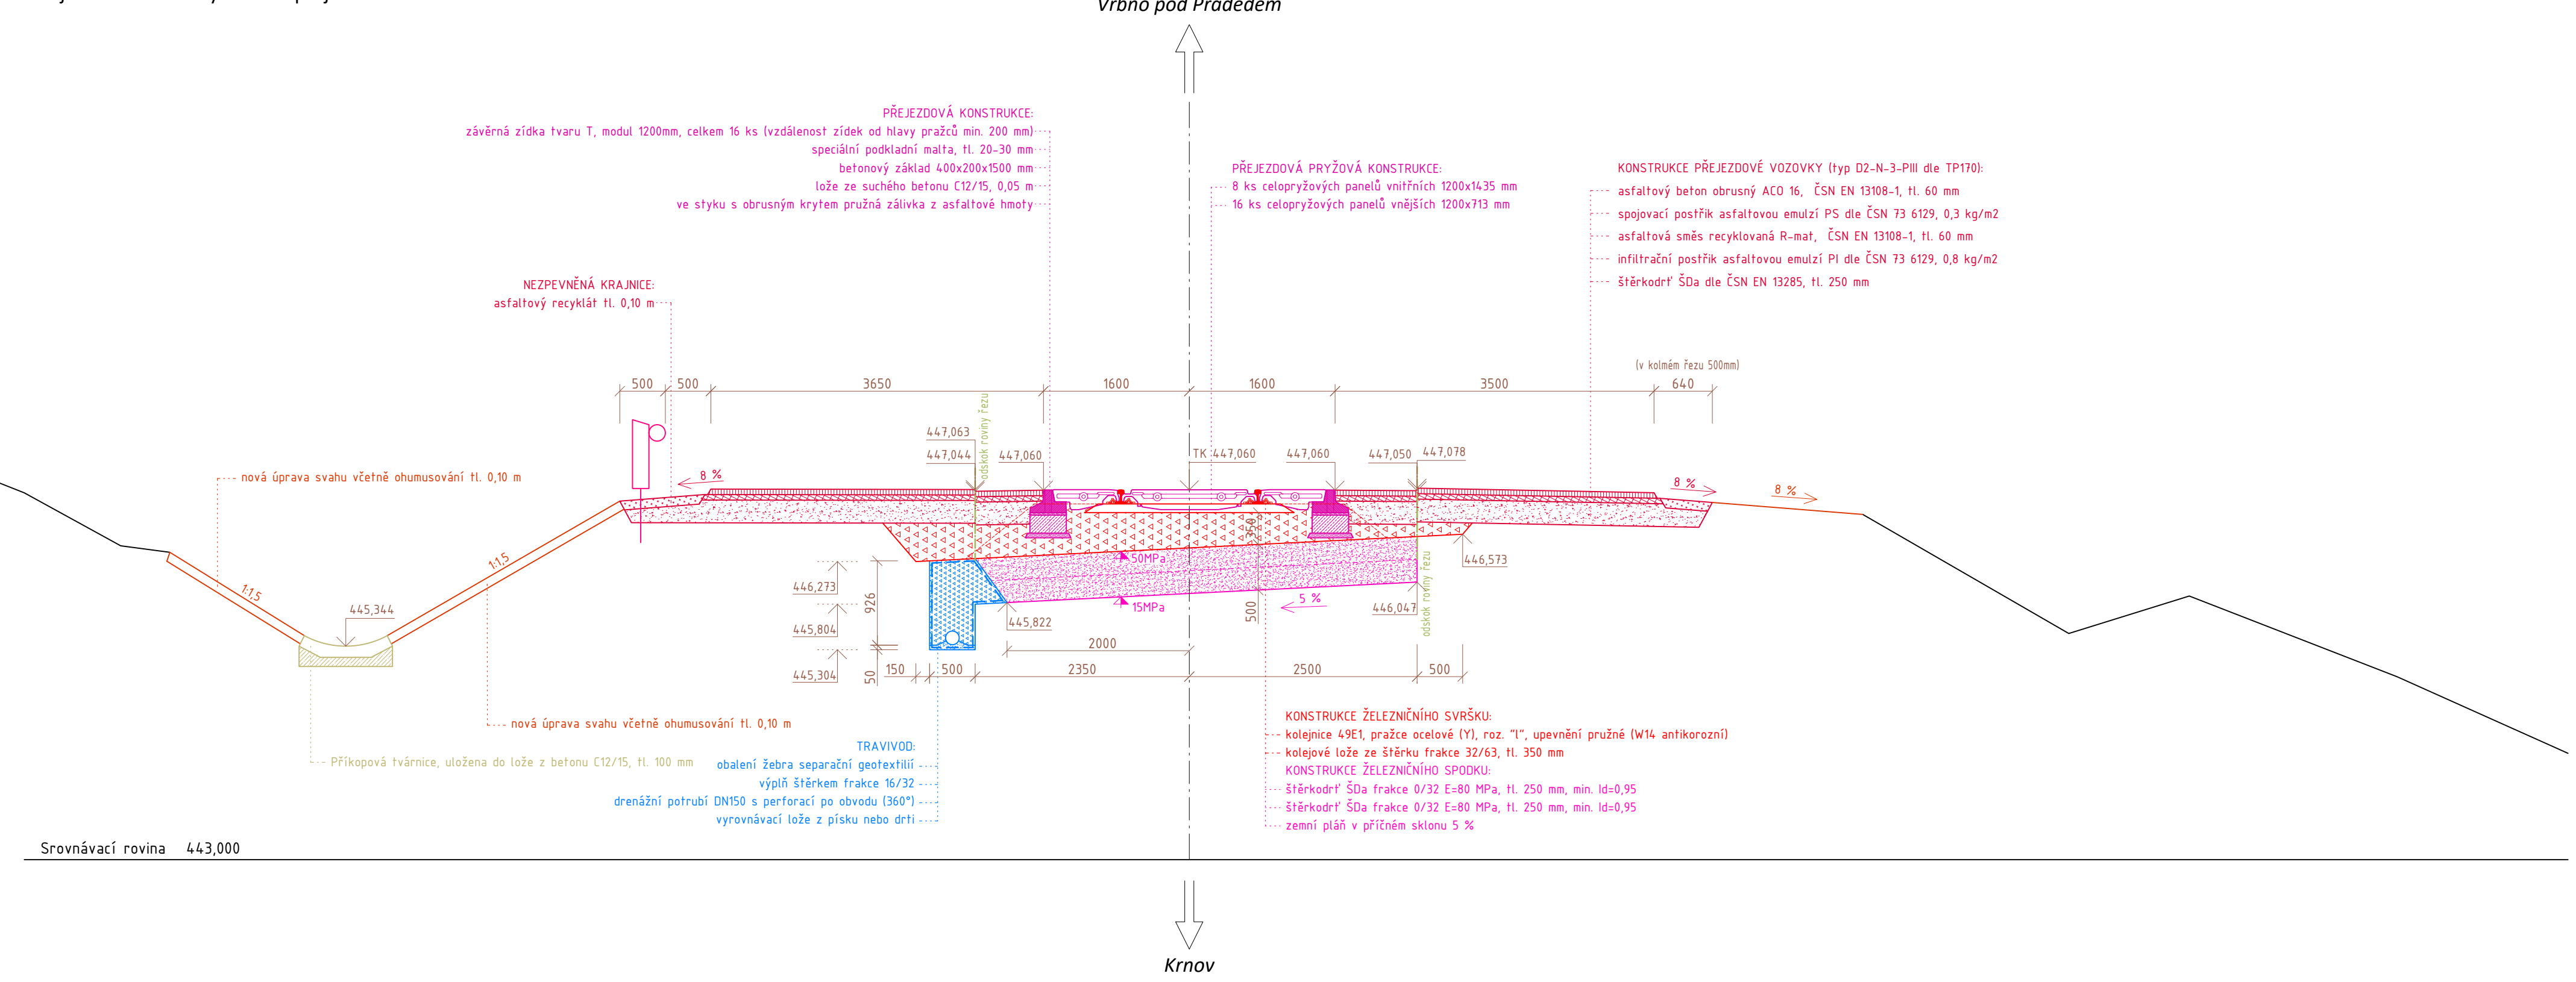 Vrbno pod Pradědem
PŘEJEZDOVÁ KONSTRUKCE:
závěrná zídka tvaru T, modul 1200mm, celkem 16 ks (vzdálenost zídek od hlavy pražců min. 200 mm)
speciální podkladní malta, tl. 20-30 mm
betonový základ 400x200x1500 mm
lože ze suchého betonu C12/15, 0,05 m
ve styku s obrusným krytem pružná zálivka z asfaltové hmoty
PŘEJEZDOVÁ PRYŽOVÁ KONSTRUKCE:
8 ks celopryžových panelů vnitřních 1200x1435 mm
16 ks celopryžových panelů vnějších 1200x713 mm
KONSTRUKCE PŘEJEZDOVÉ VOZOVKY (typ D2-N-3-PIII dle TP170):
asfaltový beton obrusný ACO 16, ČSN EN 13108-1, tl. 60 mm
spojovací postřik asfaltovou emulzí PS dle ČSN 73 6129, 0,3 kg/m2
asfaltová směs recyklovaná R-mat, ČSN EN 13108-1, tl. 60 mm
infiltrační postřik asfaltovou emulzí PI dle ČSN 73 6129, 0,8 kg/m2
štěrkodrť ŠDa dle ČSN EN 13285, tl. 250 mm
NEZPEVNĚNÁ KRAJNICE:
asfaltový recyklát tl. 0,10 m
(v kolmém řezu 500mm)
500 500 3650 1600 1600 3500 640
odskok roviny řezu
447,063
447,044 447,060 TK 447,060 447,060 447,050 447,078
nová úprava svahu včetně ohumusování tl. 0,10 m
8 % 8 % 8 %
1:1,5 1:1,5
350
50MPa
446,573
446,273
926
445,344
15MPa
5 %
500
446,047
odskok roviny řezu
445,804
445,822
2000
445,304
50
150 500 2350 2500 500
nová úprava svahu včetně ohumusování tl. 0,10 m
Příkopová tvárnice, uložena do lože z betonu C12/15, tl. 100 mm
TRAVIVOD:
obalení žebra separační geotextilií
výplň štěrkem frakce 16/32
drenážní potrubí DN150 s perforací po obvodu (360°)
vyrovnávací lože z písku nebo drti
KONSTRUKCE ŽELEZNIČNÍHO SVRŠKU:
kolejnice 49E1, pražce ocelové (Y), roz. "l", upevnění pružné (W14 antikorozní)
kolejové lože ze štěrku frakce 32/63, tl. 350 mm
KONSTRUKCE ŽELEZNIČNÍHO SPODKU:
štěrkodrť ŠDa frakce 0/32 E=80 MPa, tl. 250 mm, min. Id=0,95
štěrkodrť ŠDa frakce 0/32 E=80 MPa, tl. 250 mm, min. Id=0,95
zemní pláň v příčném sklonu 5 %
Srovnávací rovina 443,000
Krnov